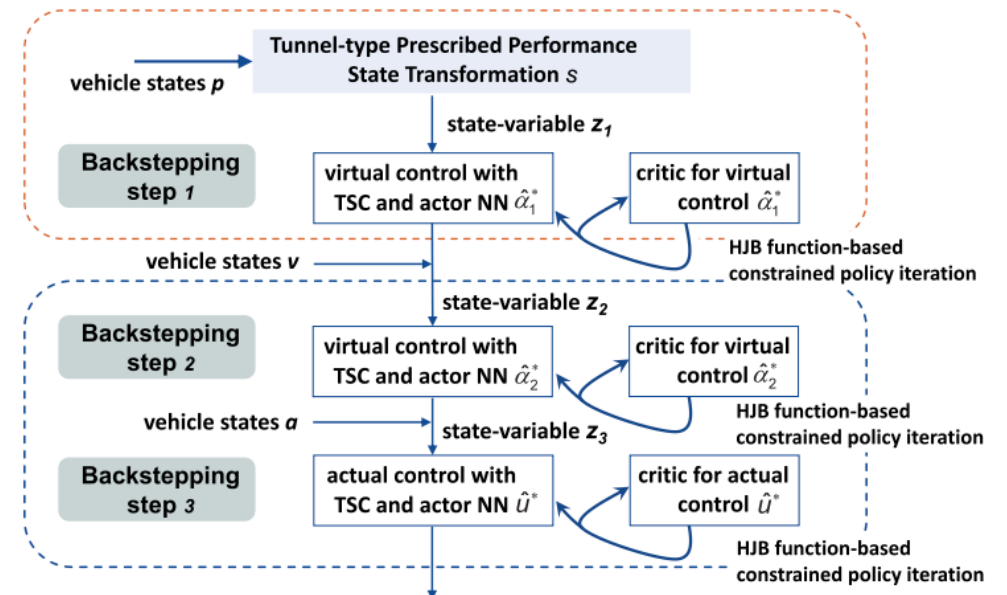 Tunnel-type Prescribed Performance
State Transformation s
vehicle states p
state-variable z₁
Backstepping
step 1
virtual control with
TSC and actor NN α̂₁*
critic for virtual
control α̂₁*
HJB function-based
constrained policy iteration
vehicle states v
state-variable z₂
Backstepping
step 2
virtual control with
TSC and actor NN α̂₂*
critic for virtual
control α̂₂*
HJB function-based
constrained policy iteration
vehicle states a
state-variable z₃
Backstepping
step 3
actual control with
TSC and actor NN û*
critic for actual
control û*
HJB function-based
constrained policy iteration